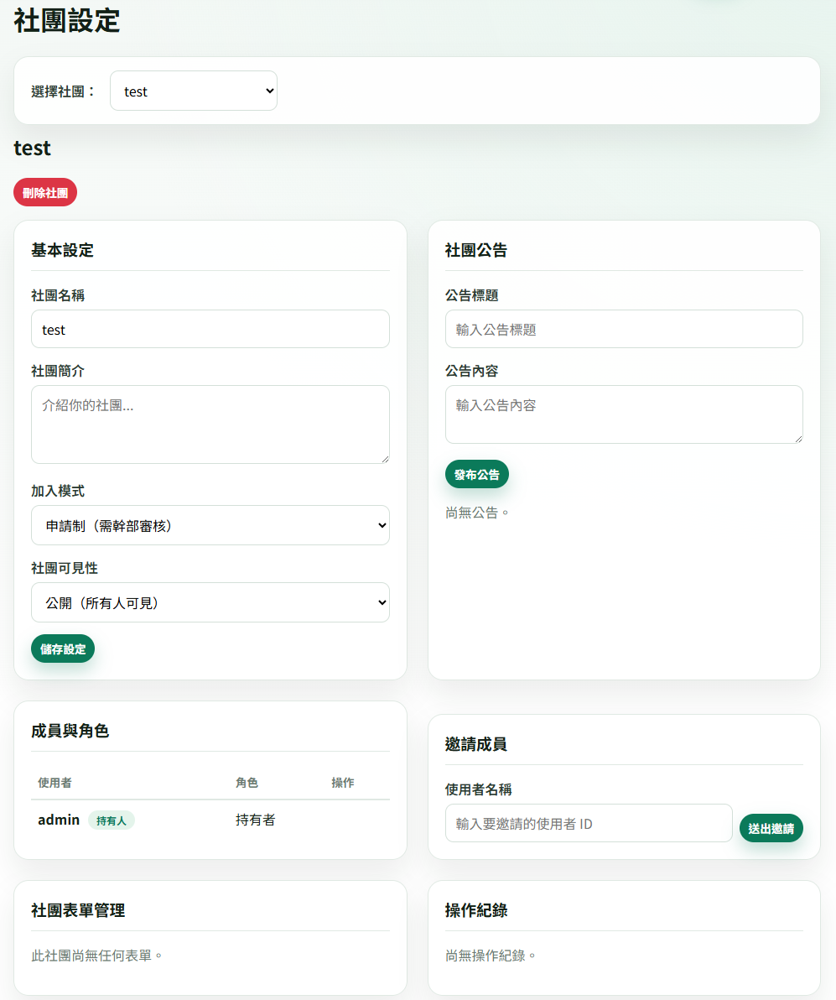 社團設定
選擇社團：
test
test
刪除社團
基本設定
社團名稱
test
社團簡介
介紹你的社團...
加入模式
申請制（需幹部審核）
社團可見性
公開（所有人可見）
儲存設定
社團公告
公告標題
輸入公告標題
公告內容
輸入公告內容
發布公告
尚無公告。
成員與角色
使用者 角色 操作
admin 持有人 持有者
邀請成員
使用者名稱
輸入要邀請的使用者 ID
送出邀請
社團表單管理
此社團尚無任何表單。
操作紀錄
尚無操作紀錄。